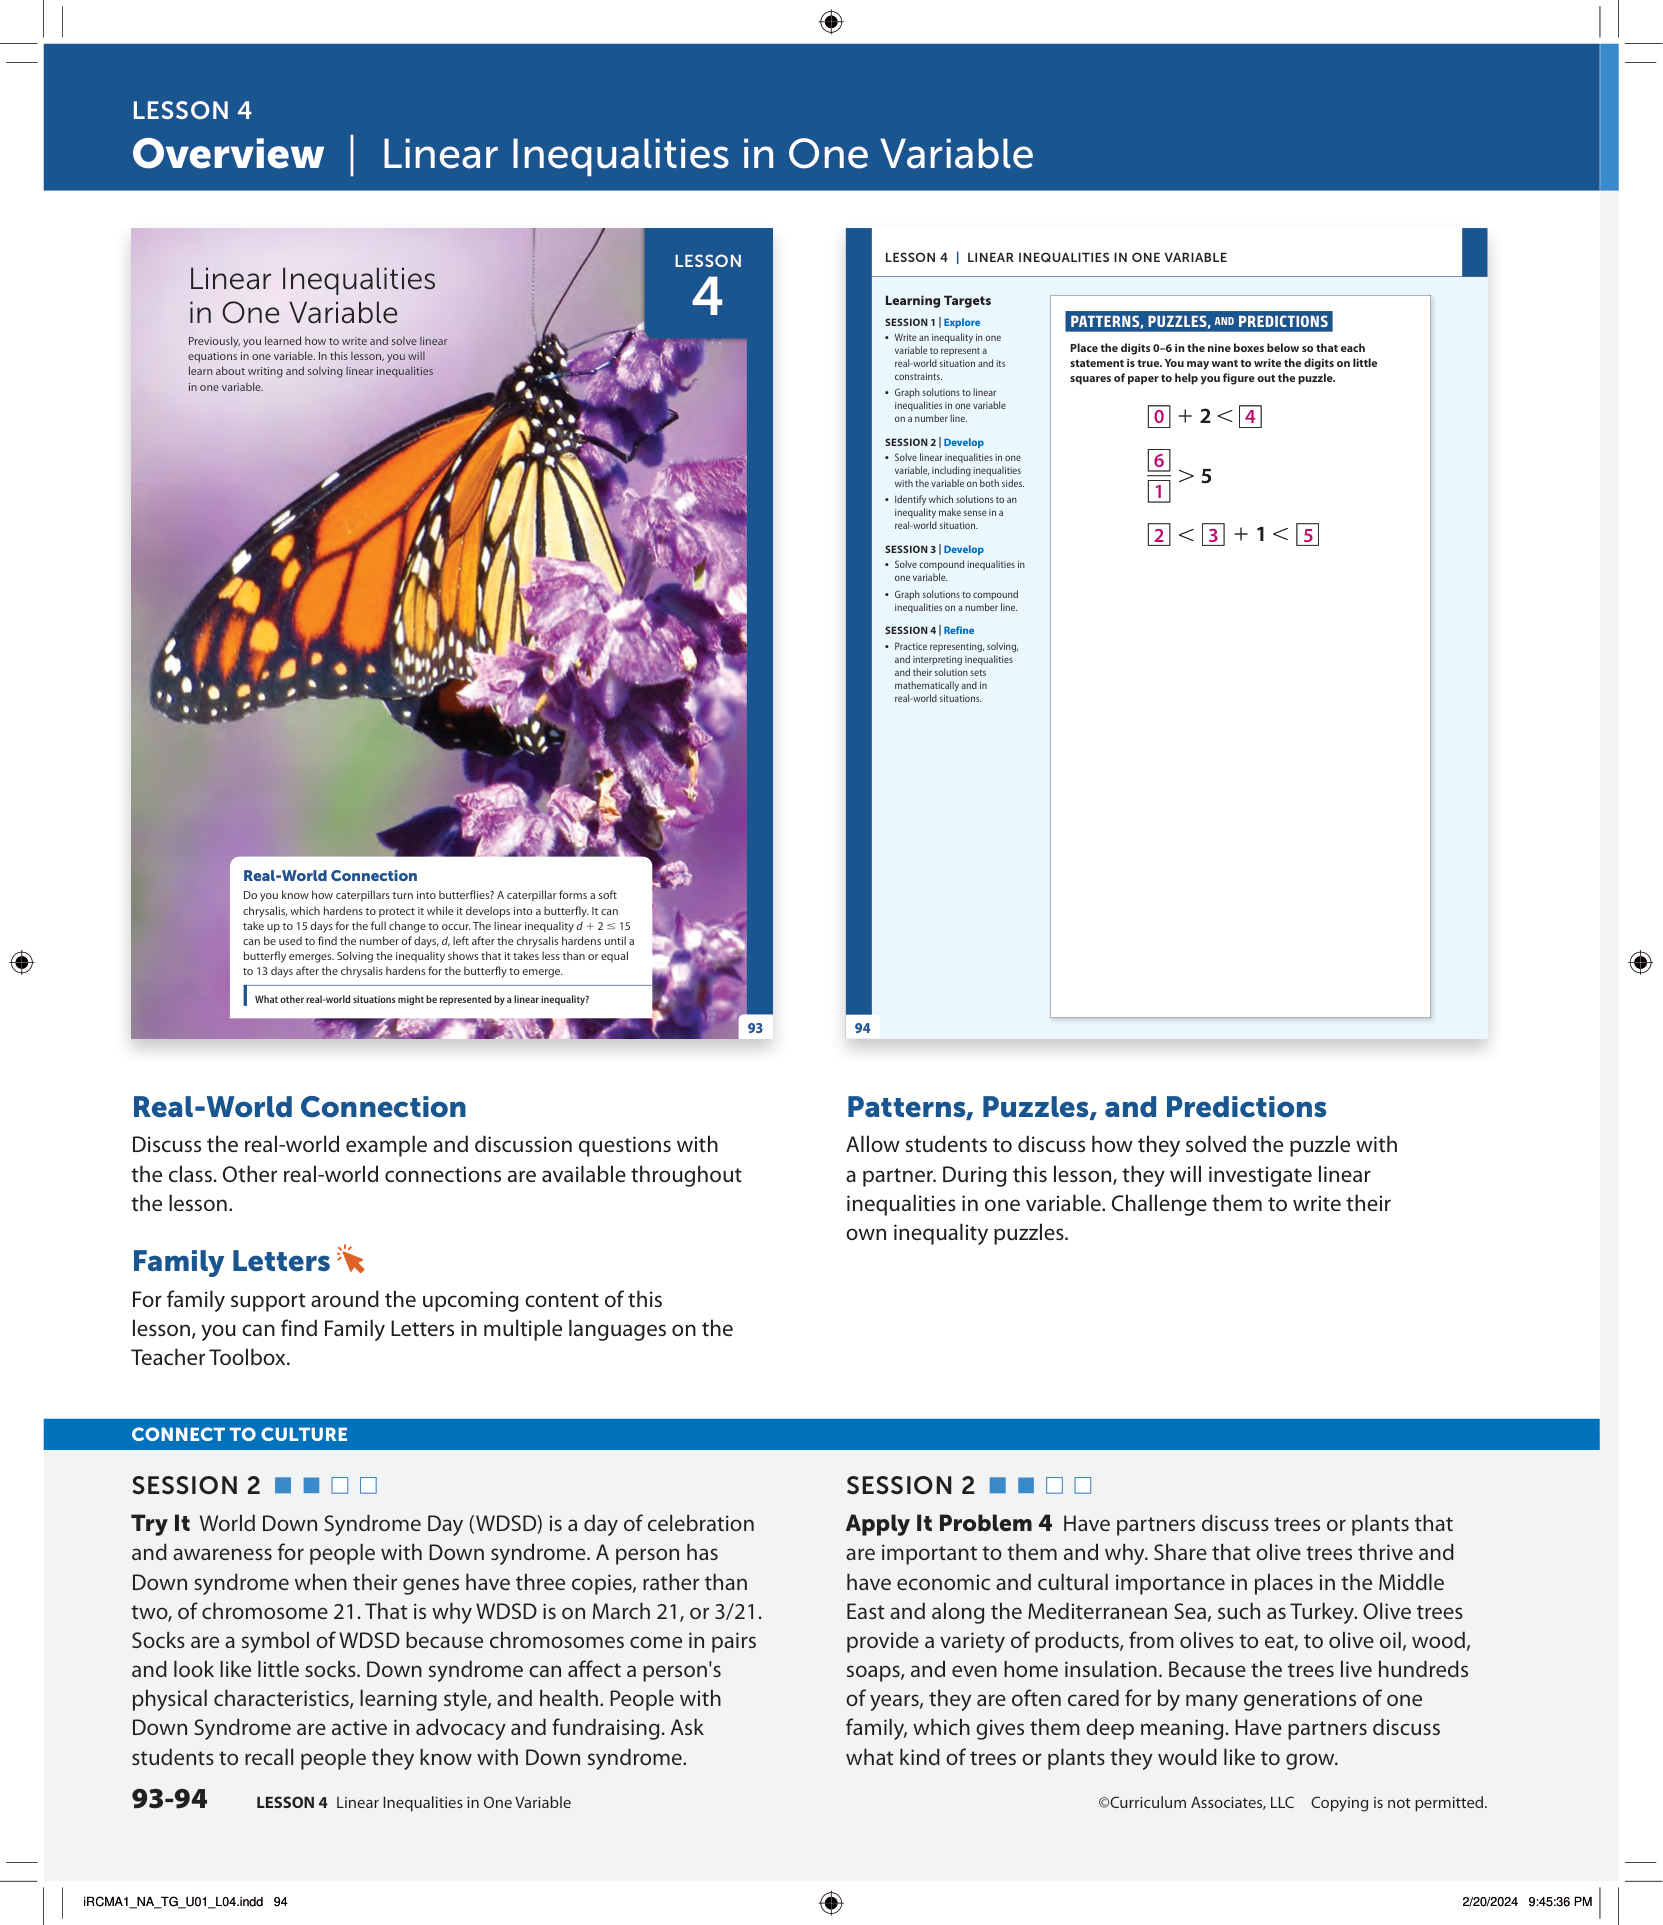 LESSON 4
Overview | Linear Inequalities in One Variable
Linear Inequalities
in One Variable
Previously, you learned how to write and solve linear
equations in one variable. In this lesson, you will
learn about writing and solving linear inequalities
in one variable.
LESSON
4
Real-World Connection
Do you know how caterpillars turn into butterflies? A caterpillar forms a soft
chrysalis, which hardens to protect it while it develops into a butterfly. It can
take up to 15 days for the full change to occur. The linear inequality d + 2 ≤ 15
can be used to find the number of days, d, left after the chrysalis hardens until a
butterfly emerges. Solving the inequality shows that it takes less than or equal
to 13 days after the chrysalis hardens for the butterfly to emerge.
What other real-world situations might be represented by a linear inequality?
93
LESSON 4 | LINEAR INEQUALITIES IN ONE VARIABLE
Learning Targets
SESSION 1 | Explore
• Write an inequality in one
variable to represent a
real-world situation and its
constraints.
• Graph solutions to linear
inequalities in one variable
on a number line.
SESSION 2 | Develop
• Solve linear inequalities in one
variable, including inequalities
with the variable on both sides.
• Identify which solutions to an
inequality make sense in a
real-world situation.
SESSION 3 | Develop
• Solve compound inequalities in
one variable.
• Graph solutions to compound
inequalities on a number line.
SESSION 4 | Refine
• Practice representing, solving,
and interpreting inequalities
and their solution sets
mathematically and in
real-world situations.
PATTERNS, PUZZLES, AND PREDICTIONS
Place the digits 0–6 in the nine boxes below so that each
statement is true. You may want to write the digits on little
squares of paper to help you figure out the puzzle.
0 + 2 < 4
6
1
> 5
2 < 3 + 1 < 5
94
Real-World Connection
Discuss the real-world example and discussion questions with
the class. Other real-world connections are available throughout
the lesson.
Family Letters
For family support around the upcoming content of this
lesson, you can find Family Letters in multiple languages on the
Teacher Toolbox.
Patterns, Puzzles, and Predictions
Allow students to discuss how they solved the puzzle with
a partner. During this lesson, they will investigate linear
inequalities in one variable. Challenge them to write their
own inequality puzzles.
CONNECT TO CULTURE
SESSION 2
Try It World Down Syndrome Day (WDSD) is a day of celebration
and awareness for people with Down syndrome. A person has
Down syndrome when their genes have three copies, rather than
two, of chromosome 21. That is why WDSD is on March 21, or 3/21.
Socks are a symbol of WDSD because chromosomes come in pairs
and look like little socks. Down syndrome can affect a person's
physical characteristics, learning style, and health. People with
Down Syndrome are active in advocacy and fundraising. Ask
students to recall people they know with Down syndrome.
SESSION 2
Apply It Problem 4 Have partners discuss trees or plants that
are important to them and why. Share that olive trees thrive and
have economic and cultural importance in places in the Middle
East and along the Mediterranean Sea, such as Turkey. Olive trees
provide a variety of products, from olives to eat, to olive oil, wood,
soaps, and even home insulation. Because the trees live hundreds
of years, they are often cared for by many generations of one
family, which gives them deep meaning. Have partners discuss
what kind of trees or plants they would like to grow.
93-94 LESSON 4 Linear Inequalities in One Variable
©Curriculum Associates, LLC Copying is not permitted.
iRCMA1_NA_TG_U01_L04.indd 94
2/20/2024 9:45:36 PM